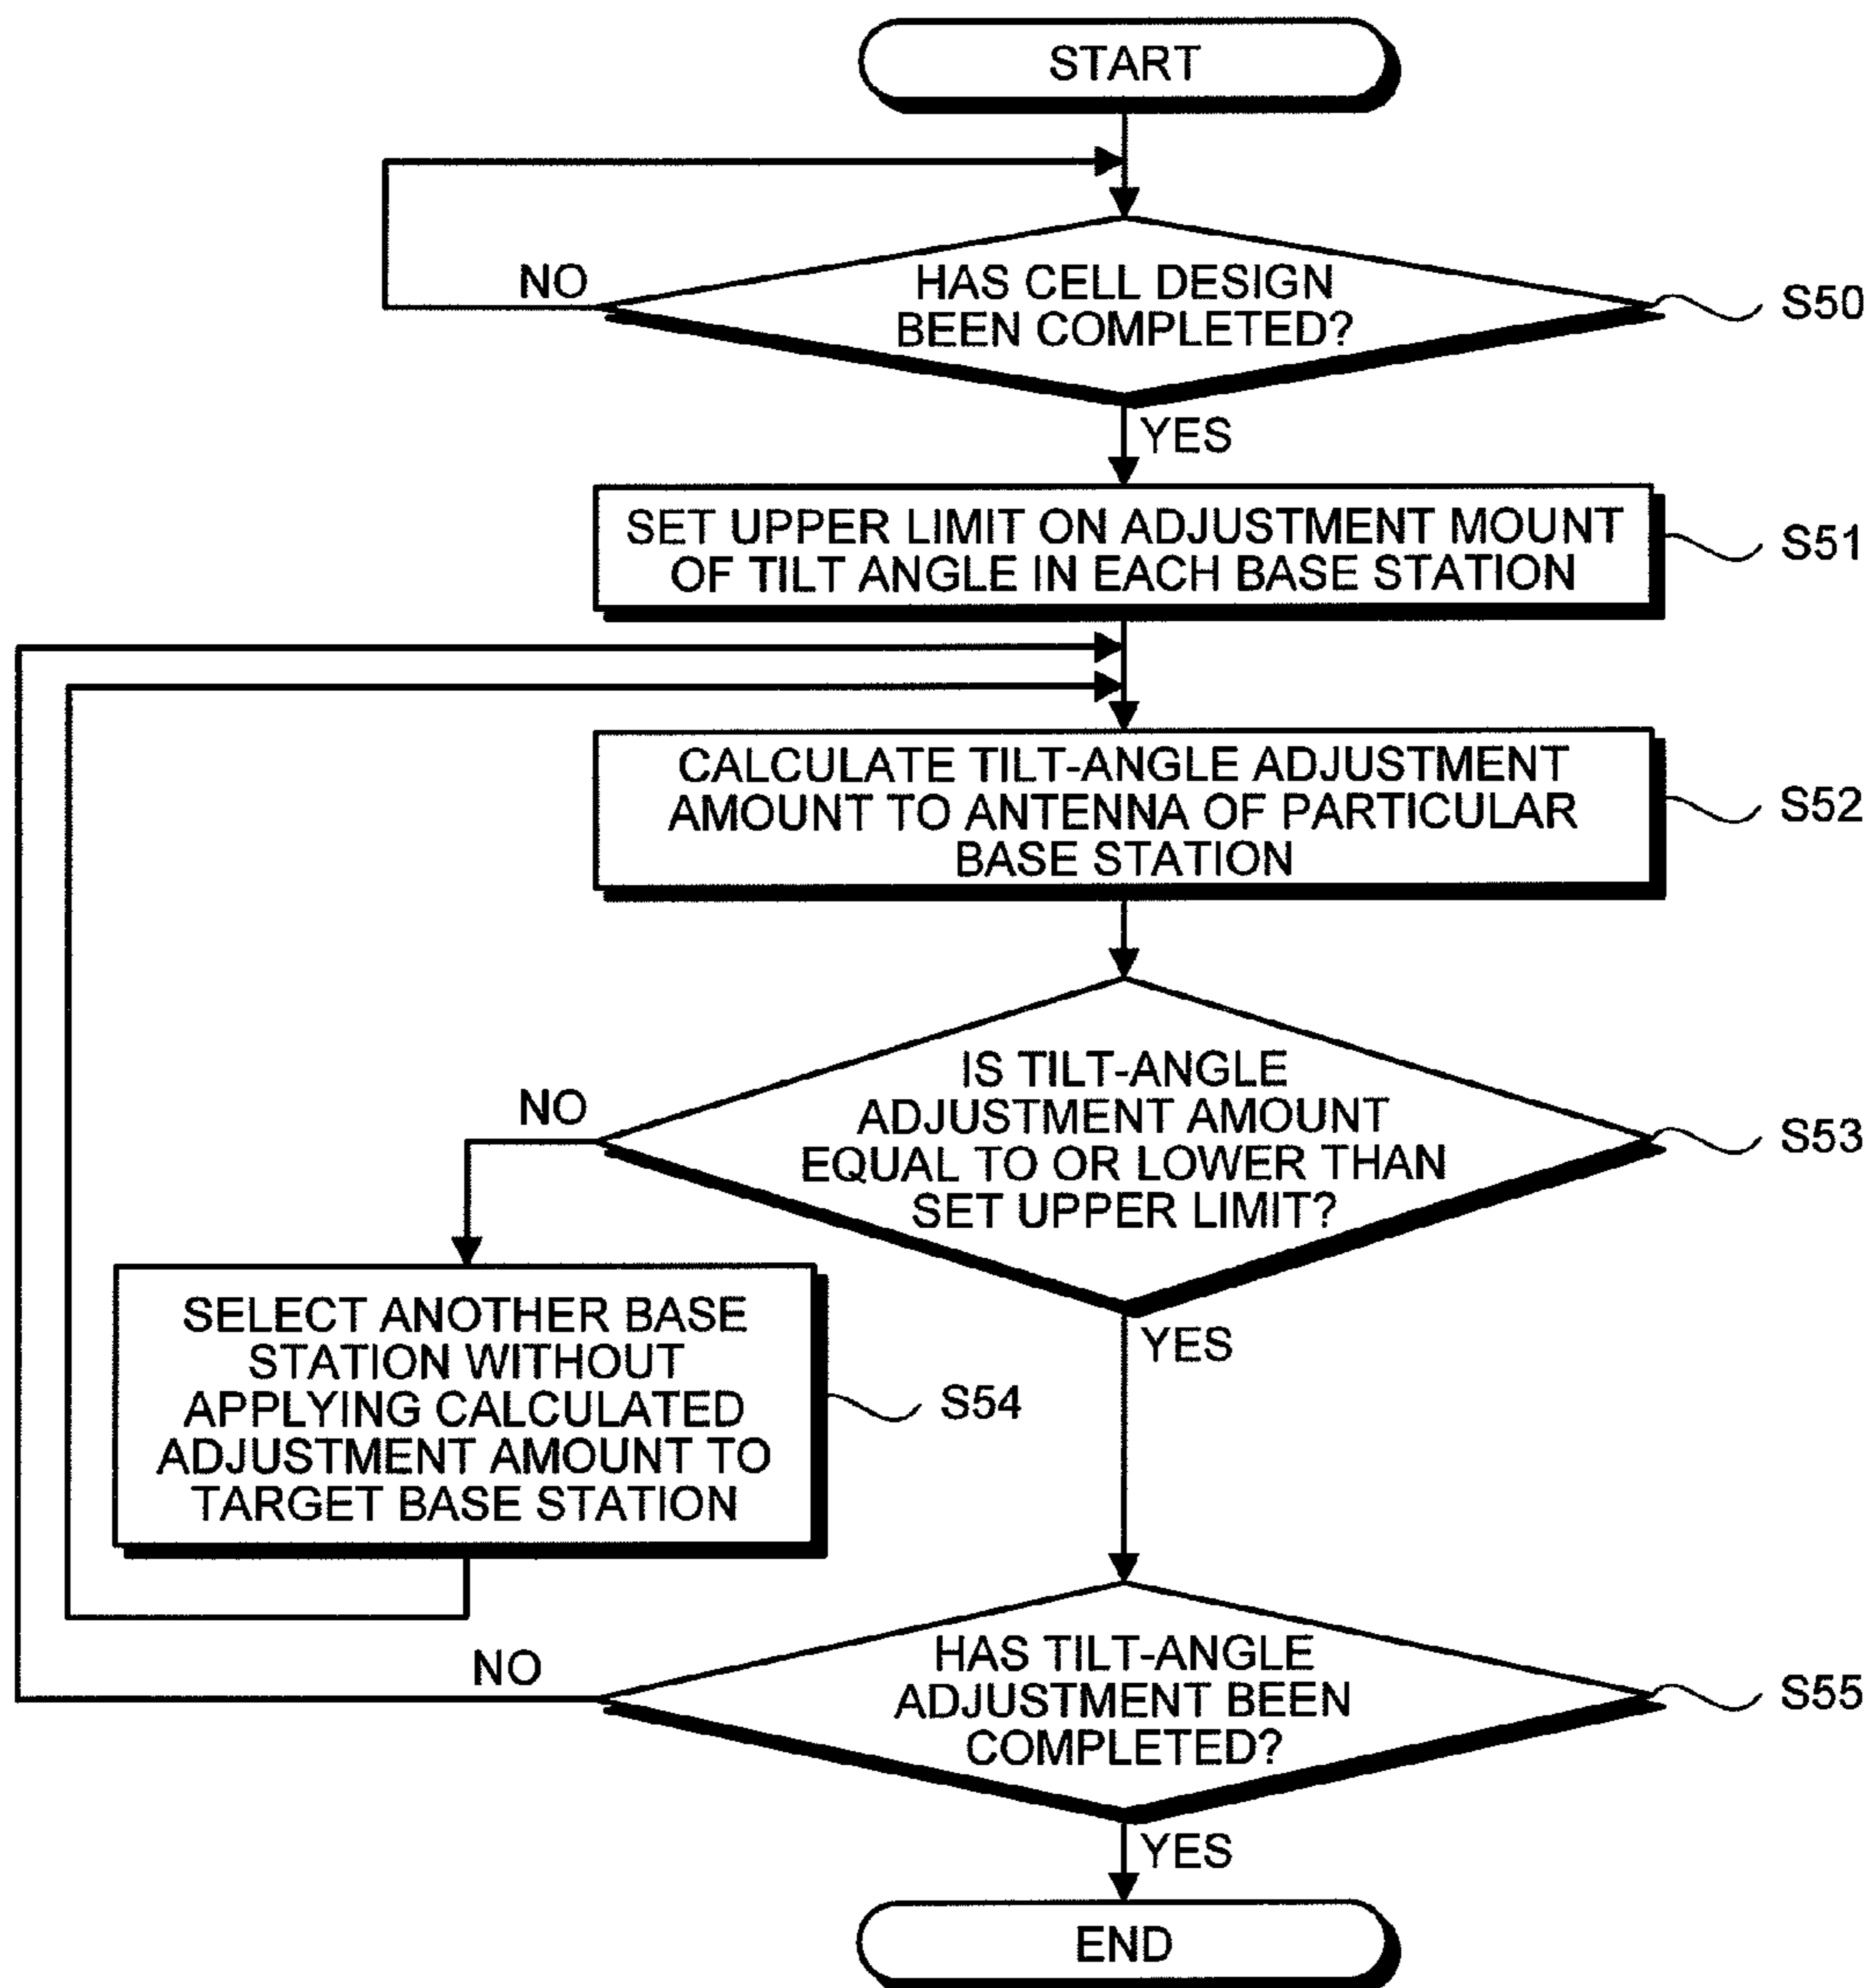 START
NO
HAS CELL DESIGN
BEEN COMPLETED?
S50
YES
SET UPPER LIMIT ON ADJUSTMENT MOUNT
OF TILT ANGLE IN EACH BASE STATION
S51
CALCULATE TILT-ANGLE ADJUSTMENT
AMOUNT TO ANTENNA OF PARTICULAR
BASE STATION
S52
IS TILT-ANGLE
ADJUSTMENT AMOUNT
EQUAL TO OR LOWER THAN
SET UPPER LIMIT?
NO
S53
YES
SELECT ANOTHER BASE
STATION WITHOUT
APPLYING CALCULATED
ADJUSTMENT AMOUNT TO
TARGET BASE STATION
S54
NO
HAS TILT-ANGLE
ADJUSTMENT BEEN
COMPLETED?
S55
YES
END